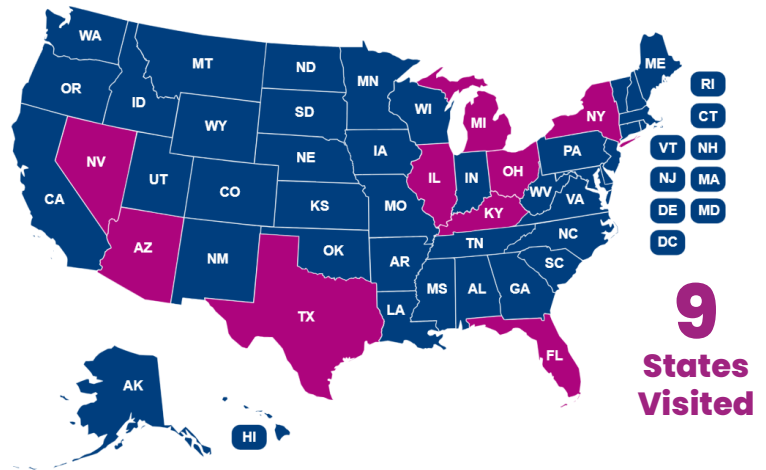 WA
MT
ND
MN
ME
OR
ID
SD
WI
MI
NY
WY
IA
PA
NE
NV
UT
CO
IL
IN
OH
WV
VA
CA
KS
MO
KY
NC
AZ
NM
OK
AR
TN
SC
MS
AL
GA
LA
TX
FL
AK
HI
RI
CT
VT NH
NJ MA
DE MD
DC
9
States
Visited